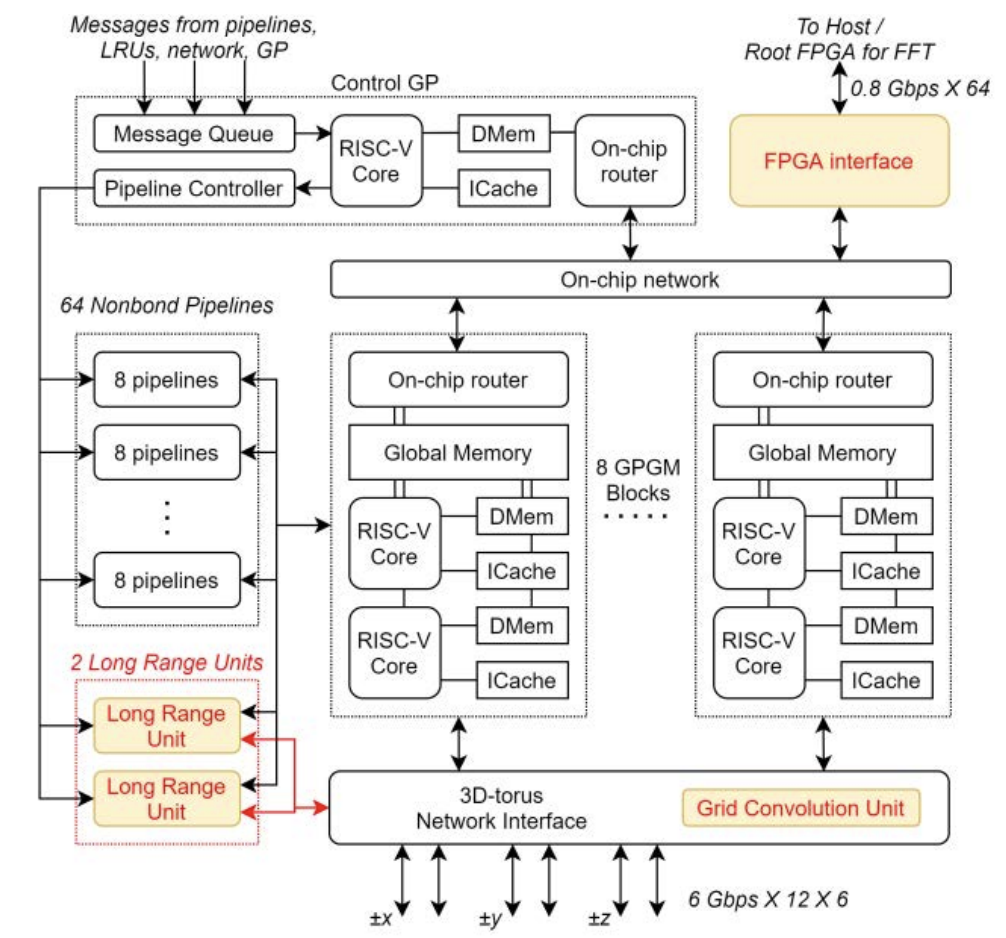 Messages from pipelines,
LRUs, network, GP
To Host /
Root FPGA for FFT
0.8 Gbps X 64
Control GP
Message Queue
RISC-V
Core
DMem
On-chip
router
FPGA interface
Pipeline Controller
ICache
On-chip network
64 Nonbond Pipelines
8 pipelines
8 pipelines
8 pipelines
2 Long Range Units
Long Range
Unit
Long Range
Unit
On-chip router
Global Memory
RISC-V
Core
DMem
ICache
RISC-V
Core
DMem
ICache
8 GPGM
Blocks
On-chip router
Global Memory
RISC-V
Core
DMem
ICache
RISC-V
Core
DMem
ICache
3D-torus
Network Interface
Grid Convolution Unit
±x
±y
±z
6 Gbps X 12 X 6